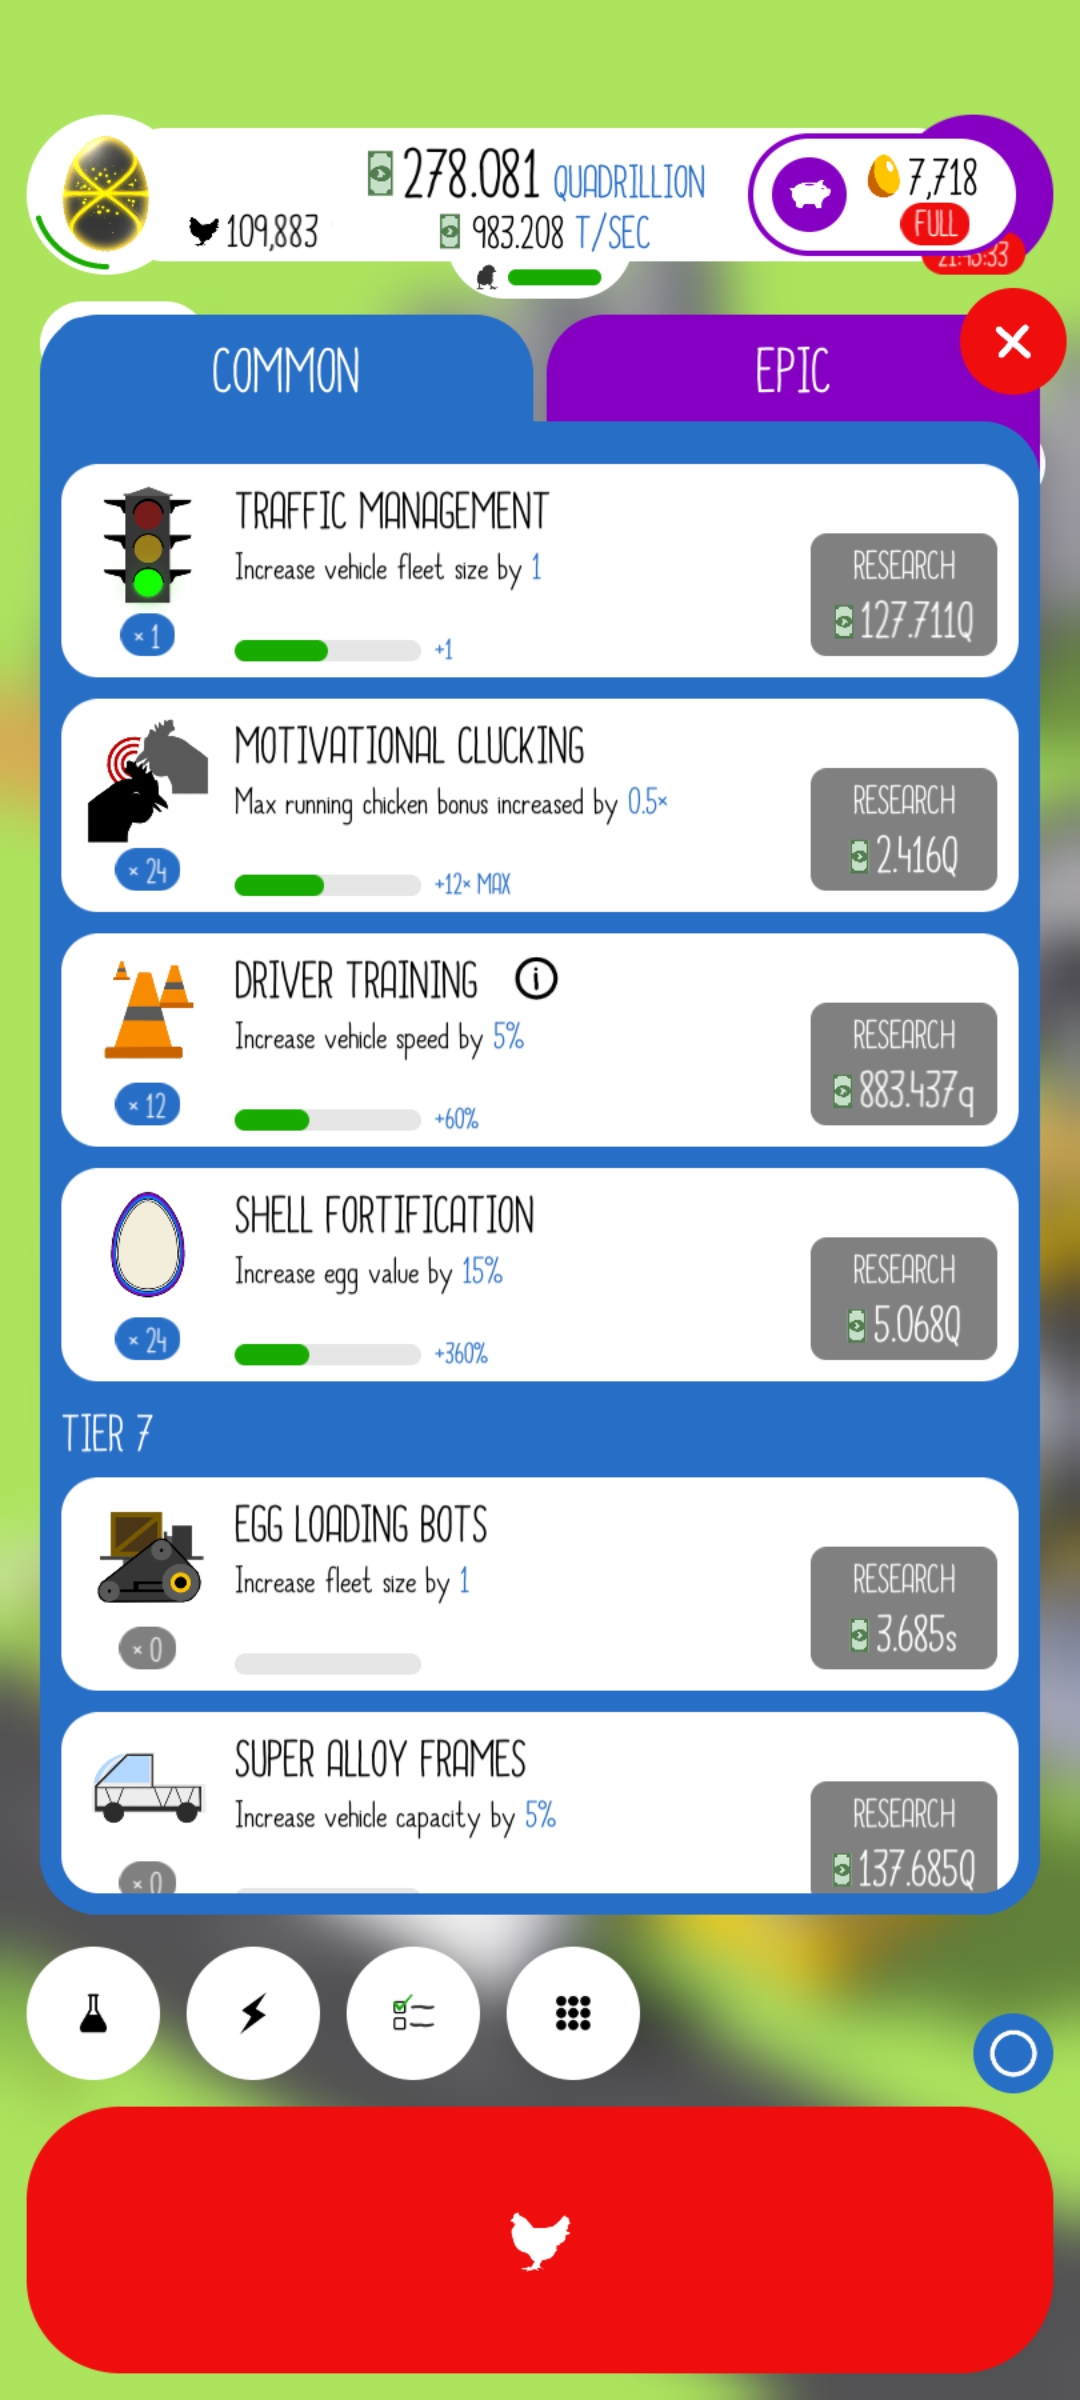 278.081 QUADRILLION
109,883
983.208 T/SEC
7,718
FULL
21:45:33
COMMON
EPIC
TRAFFIC MANAGEMENT
Increase vehicle fleet size by 1
× 1
+1
RESEARCH
127.711Q
MOTIVATIONAL CLUCKING
Max running chicken bonus increased by 0.5×
× 24
+12× MAX
RESEARCH
2.416Q
DRIVER TRAINING
Increase vehicle speed by 5%
× 12
+60%
RESEARCH
883.437q
SHELL FORTIFICATION
Increase egg value by 15%
× 24
+360%
RESEARCH
5.068Q
TIER 7
EGG LOADING BOTS
Increase fleet size by 1
× 0
RESEARCH
3.685s
SUPER ALLOY FRAMES
Increase vehicle capacity by 5%
× 0
RESEARCH
137.685Q